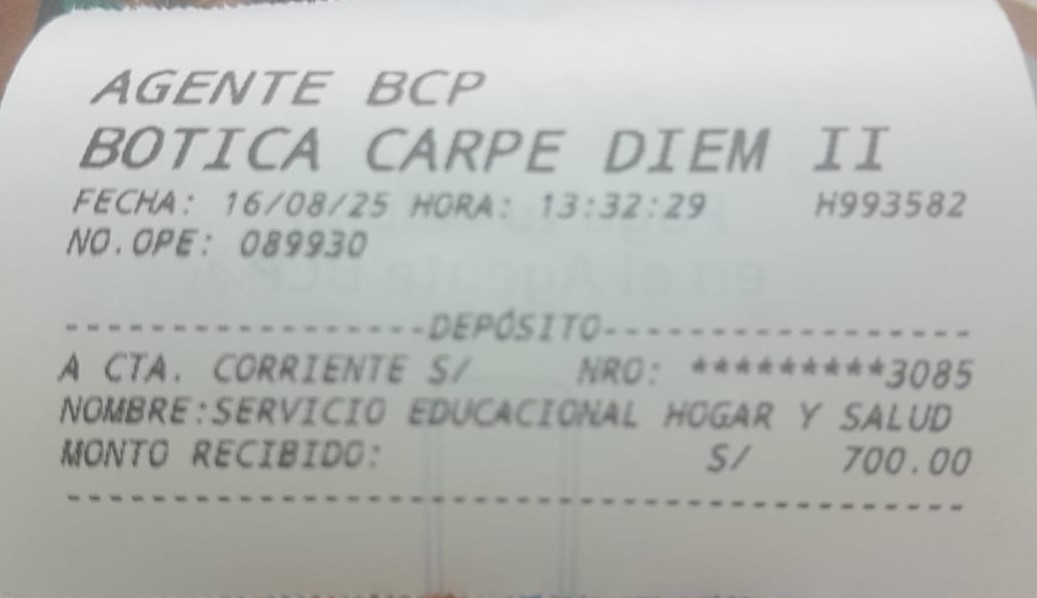 AGENTE BCP
BOTICA CARPE DIEM II
FECHA: 16/08/25 HORA: 13:32:29 H993582
NO.OPE: 089930
-----------------DEPÓSITO-----------------
A CTA. CORRIENTE S/ NRO: *********3085
NOMBRE:SERVICIO EDUCACIONAL HOGAR Y SALUD
MONTO RECIBIDO: S/ 700.00
------------------------------------------